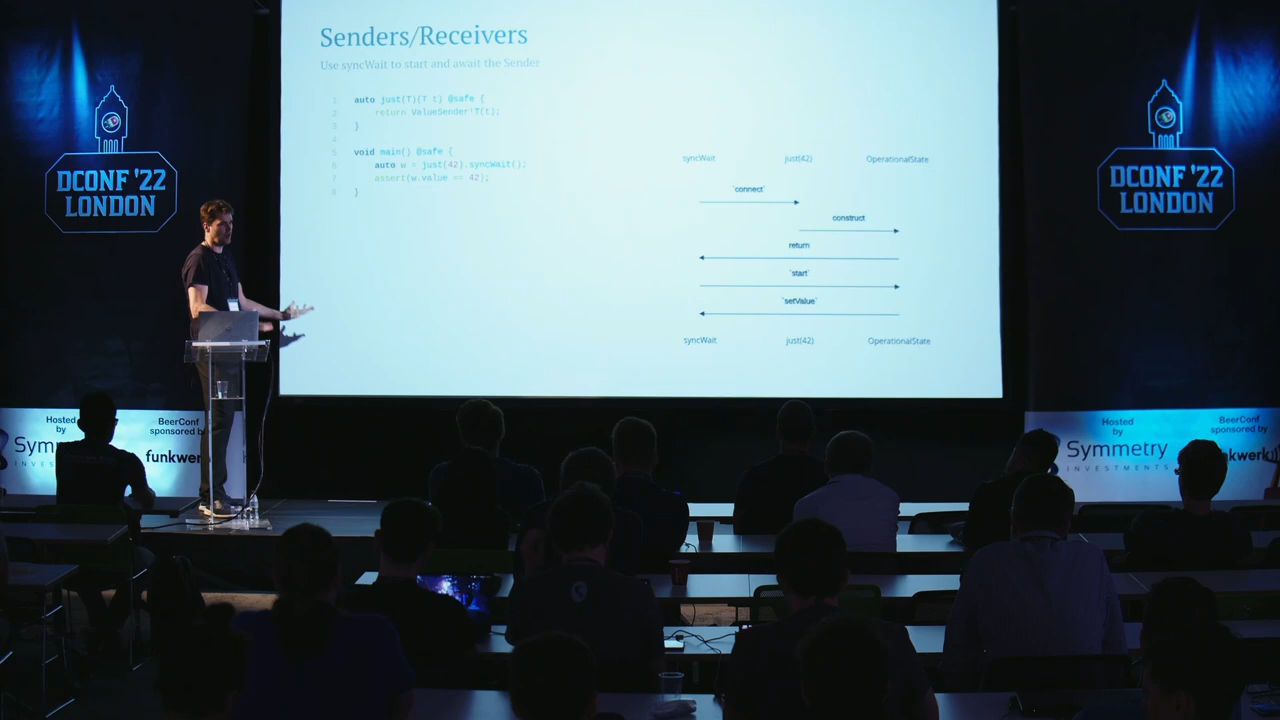 Senders/Receivers
Use syncWait to start and await the Sender
1 auto just(T)(T t) @safe {
2 return ValueSender!T(t);
3 }
4
5 void main() @safe {
6 auto w = just(42).syncWait();
7 assert(w.value == 42);
8 }
syncWait just(42) OperationalState
`connect`
construct
return
`start`
`setValue`
syncWait just(42) OperationalState
DCONF '22
LONDON
DCONF '22
LONDON
Hosted
by
Sym
INVES
BeerConf
sponsored by
funkwerk
Hosted
by
Symmetry
INVESTMENTS
BeerConf
sponsored by
nkwerk